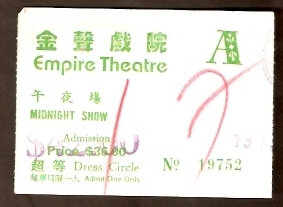 金聲戲院 A
Empire Theatre
午夜場
MIDNIGHT SHOW
Admission
Price $36.00
超等 Dress Circle Nº 19752
每票只限一人 Admit One Only